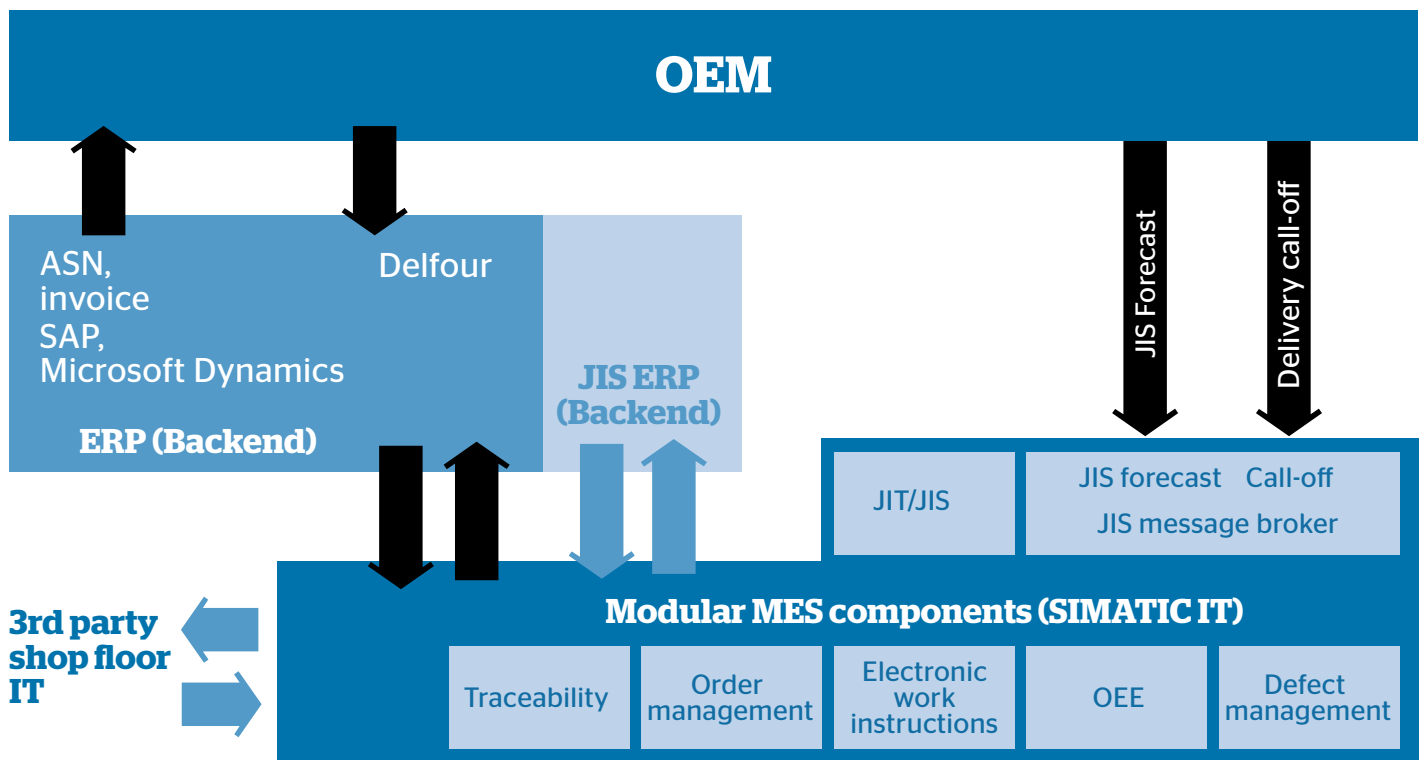 OEM
ASN,
invoice
SAP,
Microsoft Dynamics
Delfour
ERP (Backend)
JIS ERP
(Backend)
JIS Forecast
Delivery call-off
JIT/JIS
JIS forecast Call-off
JIS message broker
3rd party
shop floor
IT
Modular MES components (SIMATIC IT)
Traceability
Order
management
Electronic
work
instructions
OEE
Defect
management